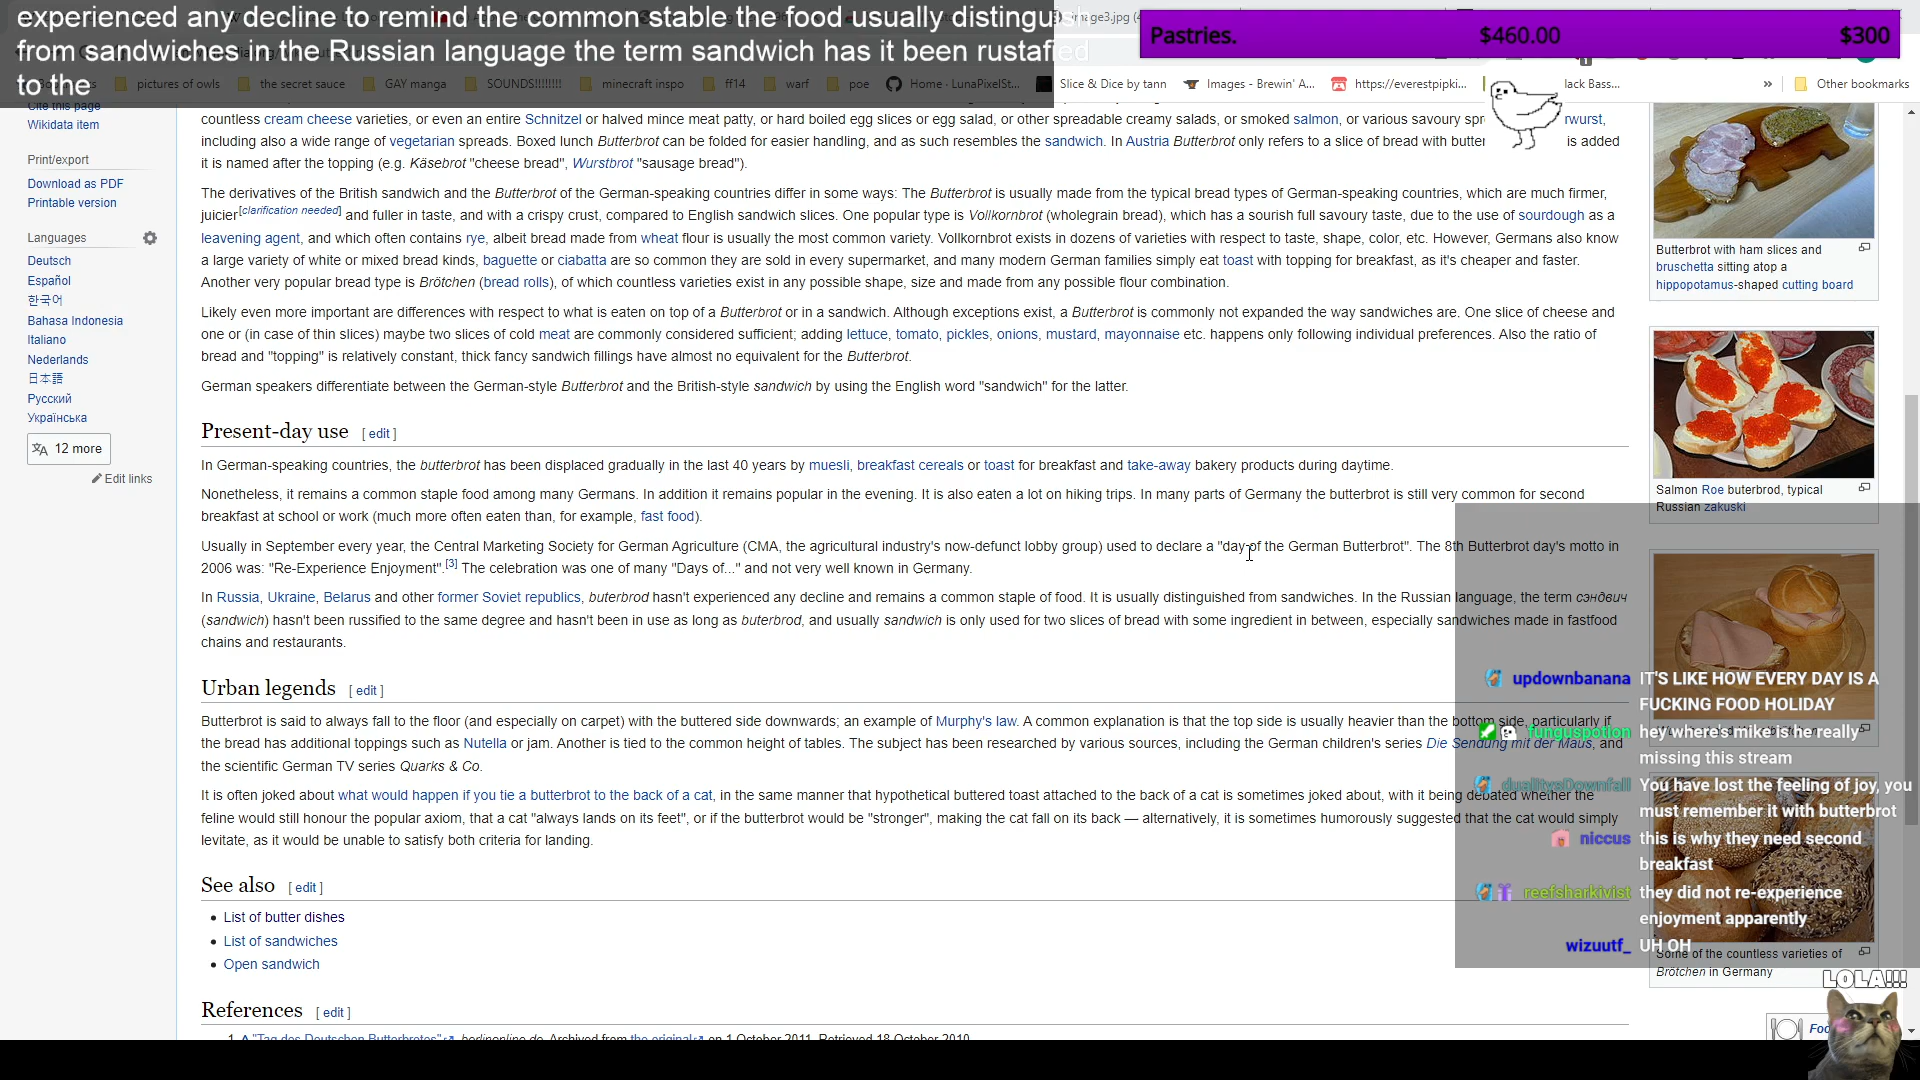 experienced any decline to remind the common stable the food usually distinguish
from sandwiches in the Russian language the term sandwich has it been rustafied
to the
Pastries. $460.00 $300
pictures of owls the secret sauce GAY manga SOUNDS!!!!!!!! minecraft inspo ff14 warf poe Home · LunaPixelSt... Slice & Dice by tann Images - Brewin' A... https://everestpipki... lack Bass... » Other bookmarks
Cite this page
Wikidata item
Print/export
Download as PDF
Printable version
Languages
Deutsch
Español
한국어
Bahasa Indonesia
Italiano
Nederlands
日本語
Русский
Українська
12 more
Edit links
countless cream cheese varieties, or even an entire Schnitzel or halved mince meat patty, or hard boiled egg slices or egg salad, or other spreadable creamy salads, or smoked salmon, or various savoury spr rwurst,
including also a wide range of vegetarian spreads. Boxed lunch Butterbrot can be folded for easier handling, and as such resembles the sandwich. In Austria Butterbrot only refers to a slice of bread with butter is added
it is named after the topping (e.g. Käsebrot "cheese bread", Wurstbrot "sausage bread").
The derivatives of the British sandwich and the Butterbrot of the German-speaking countries differ in some ways: The Butterbrot is usually made from the typical bread types of German-speaking countries, which are much firmer,
juicier[clarification needed] and fuller in taste, and with a crispy crust, compared to English sandwich slices. One popular type is Vollkornbrot (wholegrain bread), which has a sourish full savoury taste, due to the use of sourdough as a
leavening agent, and which often contains rye, albeit bread made from wheat flour is usually the most common variety. Vollkornbrot exists in dozens of varieties with respect to taste, shape, color, etc. However, Germans also know
a large variety of white or mixed bread kinds, baguette or ciabatta are so common they are sold in every supermarket, and many modern German families simply eat toast with topping for breakfast, as it's cheaper and faster.
Another very popular bread type is Brötchen (bread rolls), of which countless varieties exist in any possible shape, size and made from any possible flour combination.
Likely even more important are differences with respect to what is eaten on top of a Butterbrot or in a sandwich. Although exceptions exist, a Butterbrot is commonly not expanded the way sandwiches are. One slice of cheese and
one or (in case of thin slices) maybe two slices of cold meat are commonly considered sufficient; adding lettuce, tomato, pickles, onions, mustard, mayonnaise etc. happens only following individual preferences. Also the ratio of
bread and "topping" is relatively constant, thick fancy sandwich fillings have almost no equivalent for the Butterbrot.
German speakers differentiate between the German-style Butterbrot and the British-style sandwich by using the English word "sandwich" for the latter.
Present-day use [ edit ]
In German-speaking countries, the butterbrot has been displaced gradually in the last 40 years by muesli, breakfast cereals or toast for breakfast and take-away bakery products during daytime.
Nonetheless, it remains a common staple food among many Germans. In addition it remains popular in the evening. It is also eaten a lot on hiking trips. In many parts of Germany the butterbrot is still very common for second
breakfast at school or work (much more often eaten than, for example, fast food).
Usually in September every year, the Central Marketing Society for German Agriculture (CMA, the agricultural industry's now-defunct lobby group) used to declare a "day of the German Butterbrot". The 8th Butterbrot day's motto in
2006 was: "Re-Experience Enjoyment".[3] The celebration was one of many "Days of..." and not very well known in Germany.
In Russia, Ukraine, Belarus and other former Soviet republics, buterbrod hasn't experienced any decline and remains a common staple of food. It is usually distinguished from sandwiches. In the Russian language, the term сэндвич
(sandwich) hasn't been russified to the same degree and hasn't been in use as long as buterbrod, and usually sandwich is only used for two slices of bread with some ingredient in between, especially sandwiches made in fastfood
chains and restaurants.
Urban legends [ edit ]
Butterbrot is said to always fall to the floor (and especially on carpet) with the buttered side downwards; an example of Murphy's law. A common explanation is that the top side is usually heavier than the bottom side, particularly if
the bread has additional toppings such as Nutella or jam. Another is tied to the common height of tables. The subject has been researched by various sources, including the German children's series Die Sendung mit der Maus, and
the scientific German TV series Quarks & Co.
It is often joked about what would happen if you tie a butterbrot to the back of a cat, in the same manner that hypothetical buttered toast attached to the back of a cat is sometimes joked about, with it being debated whether the
feline would still honour the popular axiom, that a cat "always lands on its feet", or if the butterbrot would be "stronger", making the cat fall on its back — alternatively, it is sometimes humorously suggested that the cat would simply
levitate, as it would be unable to satisfy both criteria for landing.
See also [ edit ]
List of butter dishes
List of sandwiches
Open sandwich
References [ edit ]
1. ^ "Tag des Deutschen Butterbrotes". berlinonline.de. Archived from the original on 1 October 2011. Retrieved 18 October 2010.
Butterbrot with ham slices and
bruschetta sitting atop a
hippopotamus-shaped cutting board
Salmon Roe buterbrod, typical
Russian zakuski
updownbanana IT'S LIKE HOW EVERY DAY IS A
FUCKING FOOD HOLIDAY
funguspotion hey where's mike is he really
missing this stream
dualityaDownfall You have lost the feeling of joy, you
must remember it with butterbrot
niccus this is why they need second
breakfast
reefsharkivist they did not re-experience
enjoyment apparently
wizuutf_ UH OH
Some of the countless varieties of
Brötchen in Germany
LOLA!!!